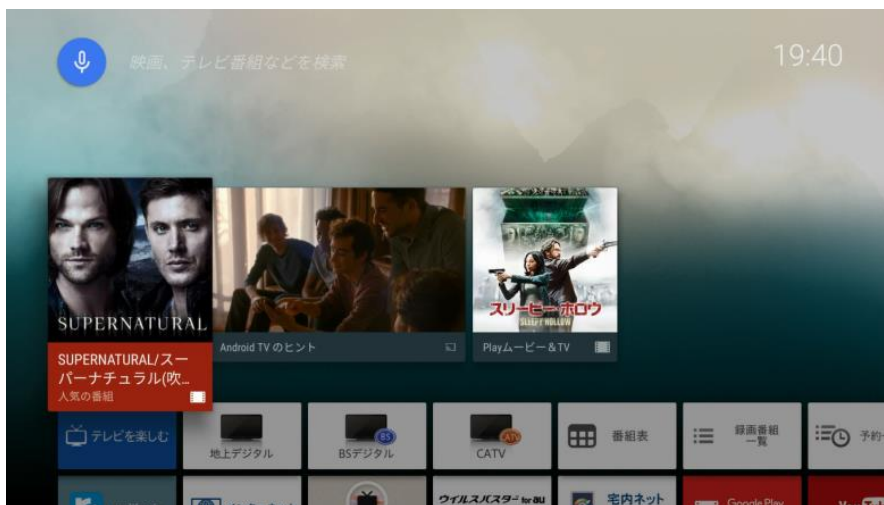 映画、テレビ番組などを検索
19:40
SUPERNATURAL
SUPERNATURAL/スー
パーナチュラル(吹…
人気の番組
Android TV のヒント
スリーピー・ホロウ
SLEEPY HOLLOW
Playムービー＆TV
テレビを楽しむ
地上デジタル
BS
BSデジタル
CATV
CATV
番組表
録画番組
一覧
予約
ウイルスバスター for au
宅内ネット
Google Play
You Tube